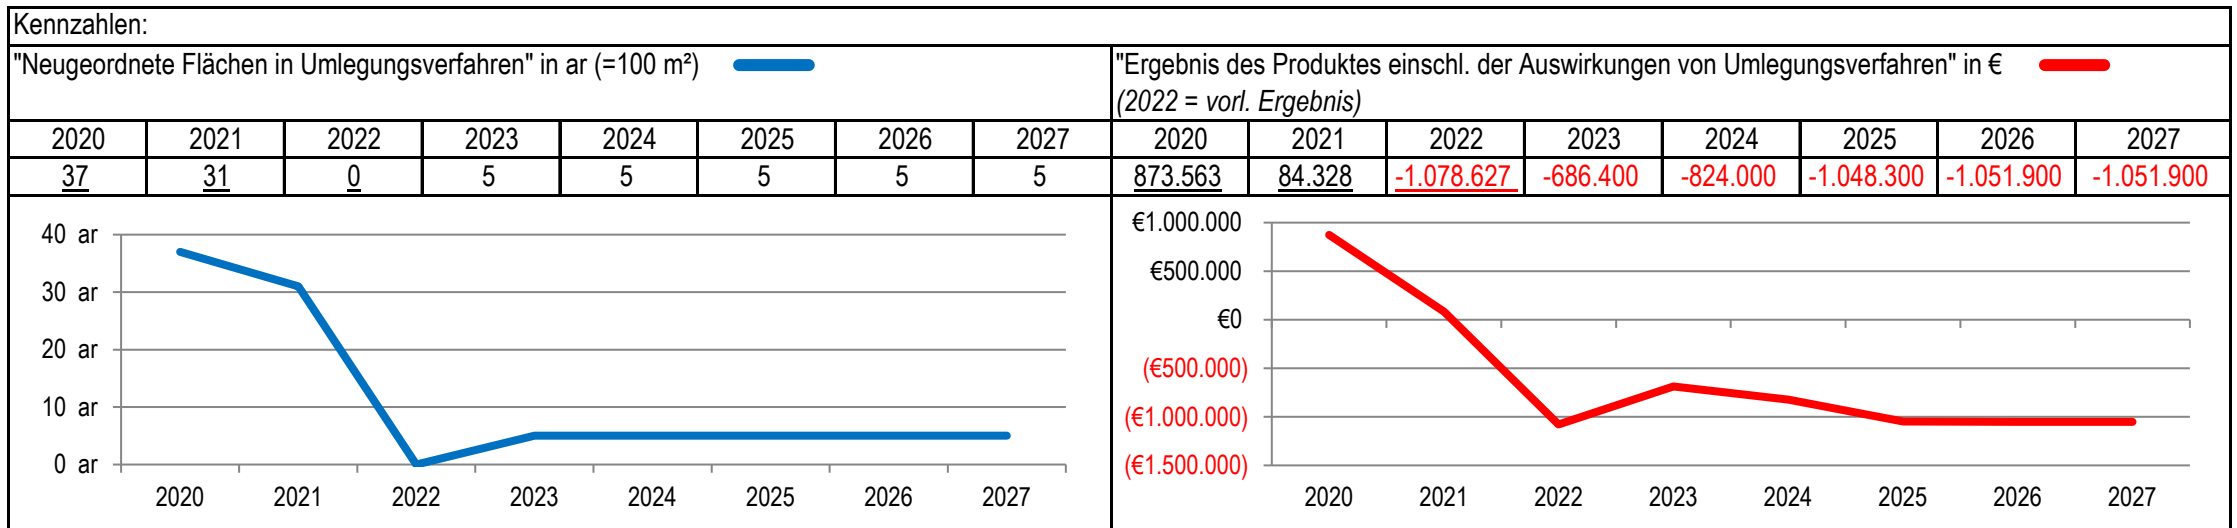 Kennzahlen:
"Neugeordnete Flächen in Umlegungsverfahren" in ar (=100 m²)
"Ergebnis des Produktes einschl. der Auswirkungen von Umlegungsverfahren" in €
(2022 = vorl. Ergebnis)
2020 2021 2022 2023 2024 2025 2026 2027
37 31 0 5 5 5 5 5
2020 2021 2022 2023 2024 2025 2026 2027
873.563 84.328 -1.078.627 -686.400 -824.000 -1.048.300 -1.051.900 -1.051.900
40 ar
30 ar
20 ar
10 ar
0 ar
2020 2021 2022 2023 2024 2025 2026 2027
€1.000.000
€500.000
€0
(€500.000)
(€1.000.000)
(€1.500.000)
2020 2021 2022 2023 2024 2025 2026 2027